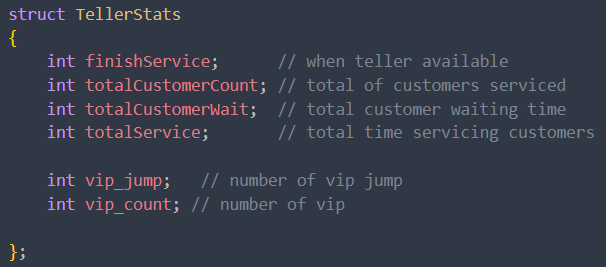 struct TellerStats
{
    int finishService;      // when teller available
    int totalCustomerCount; // total of customers serviced
    int totalCustomerWait;  // total customer waiting time
    int totalService;       // total time servicing customers

    int vip_jump;   // number of vip jump
    int vip_count; // number of vip

};